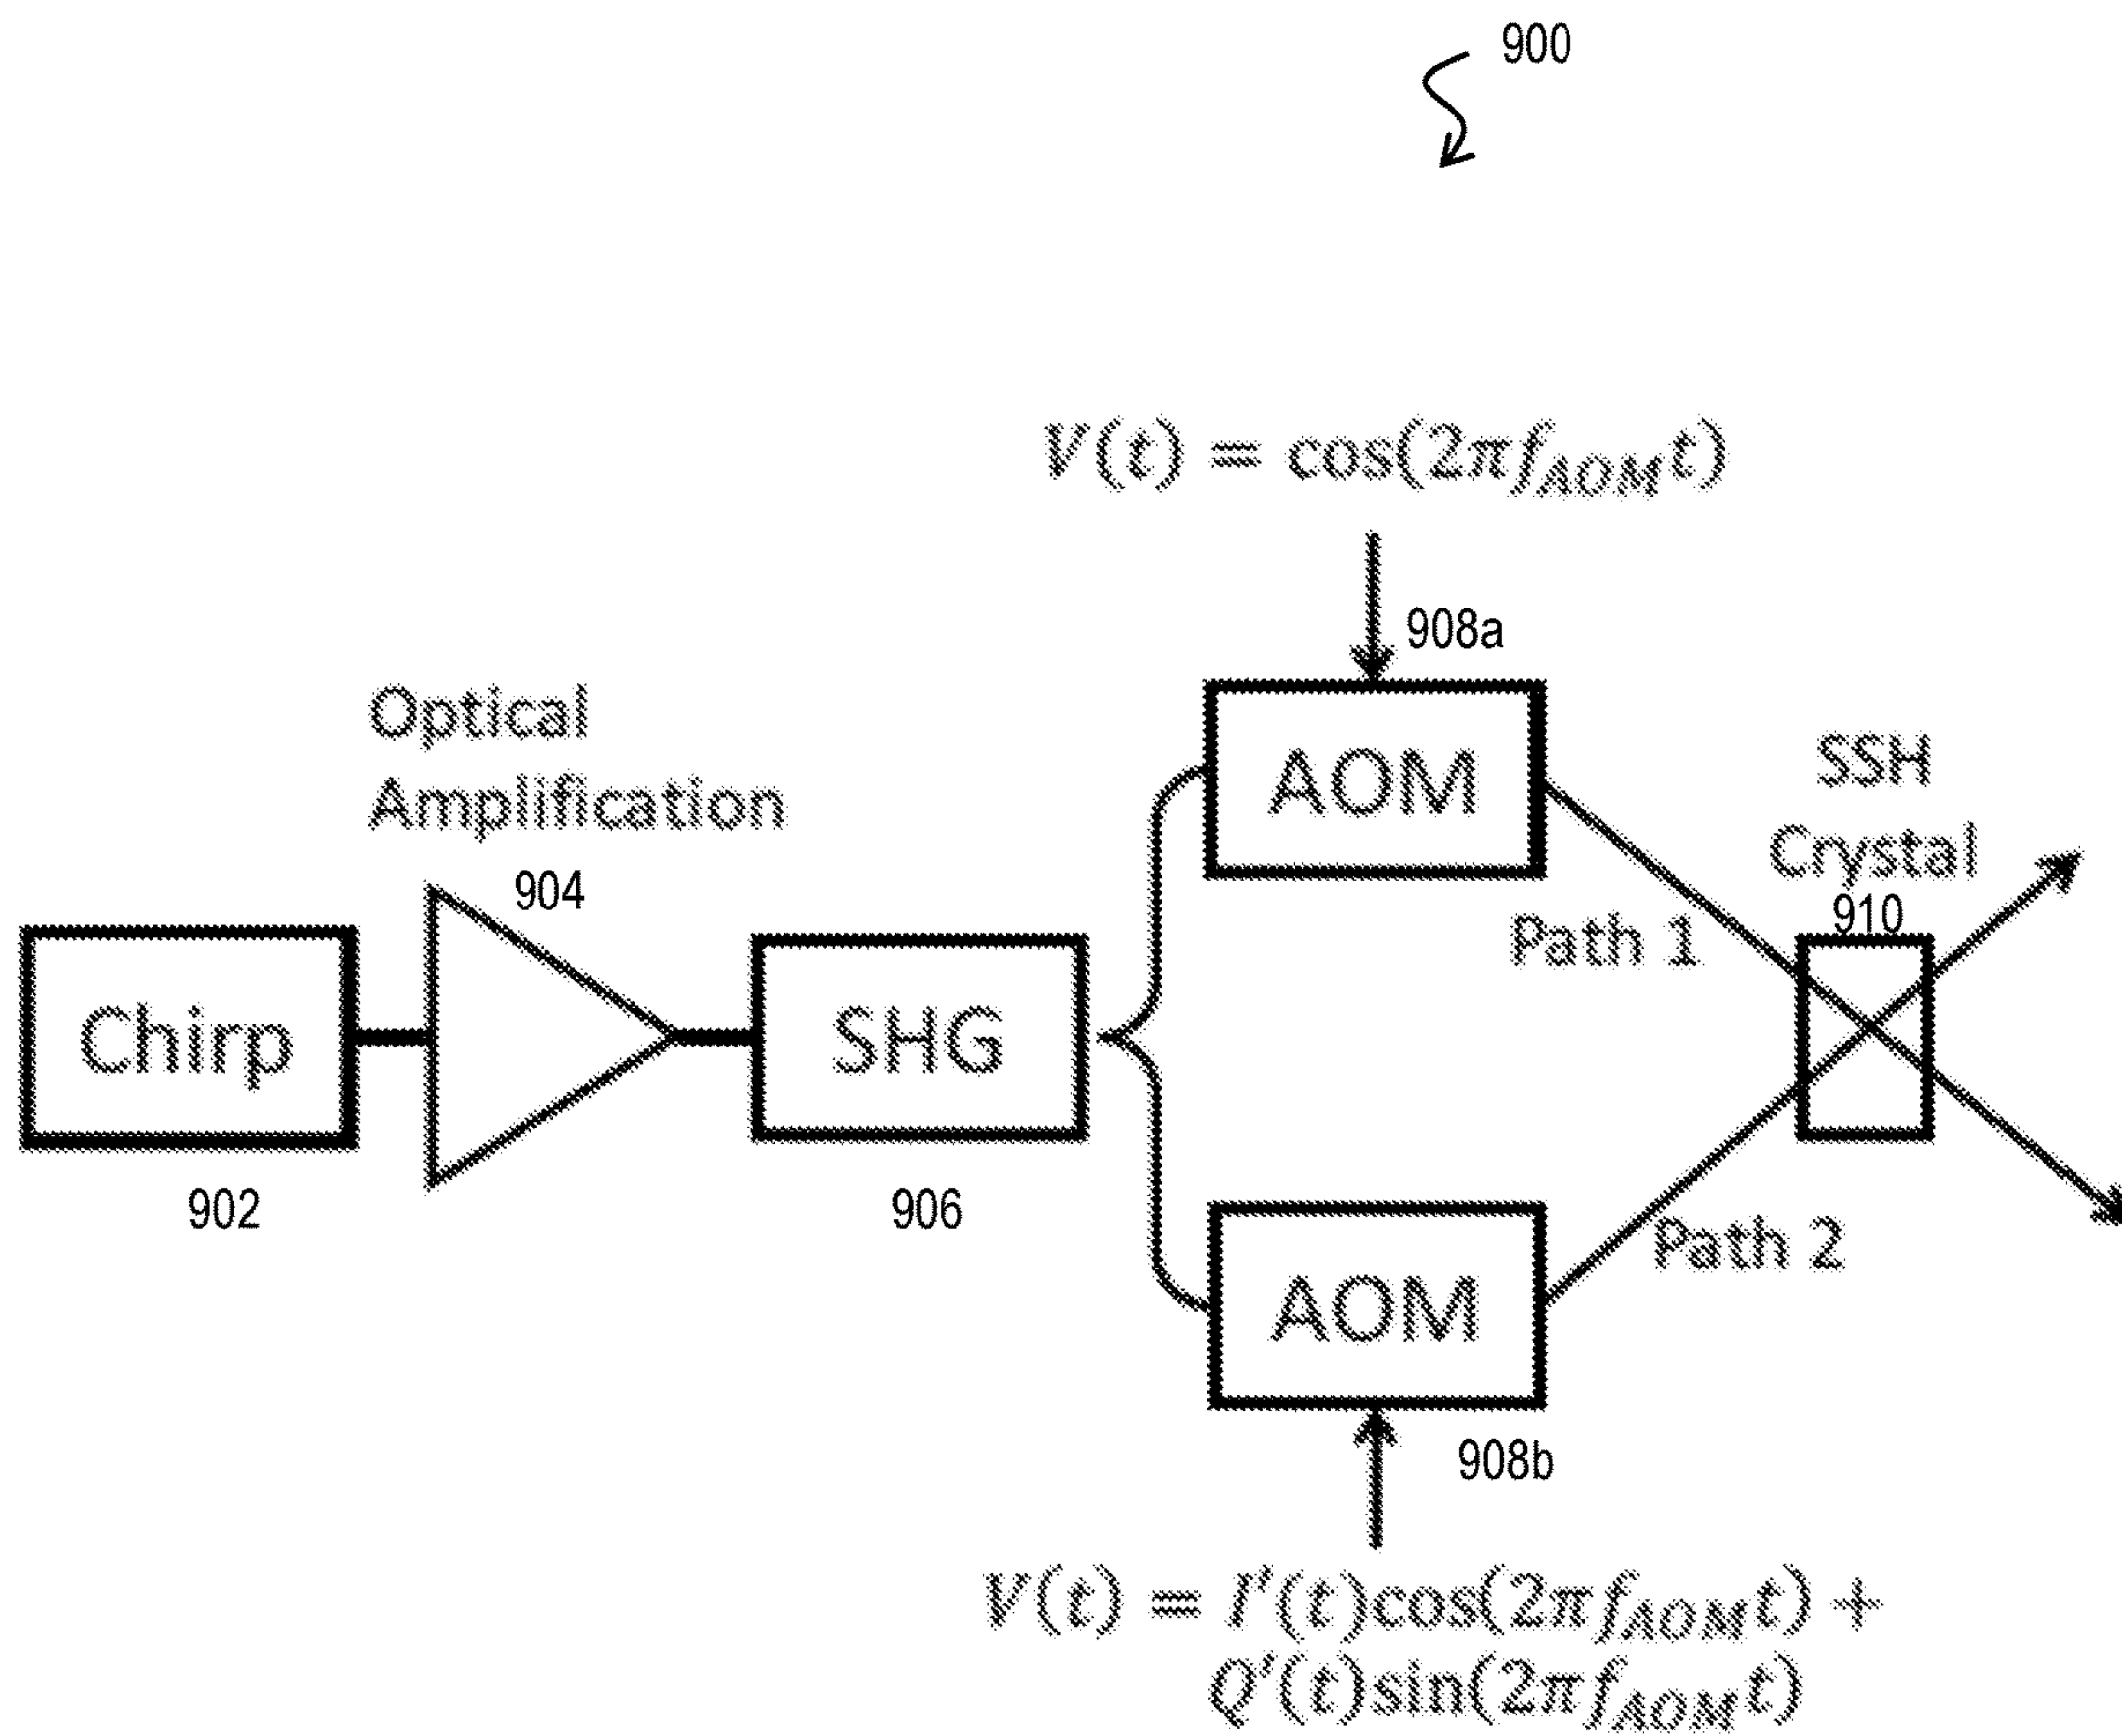 900
V(t) = cos(2πf_AOM t)
908a
Optical
Amplification
904
AOM
SSH
Crystal
910
Path 1
Chirp
SHG
902
906
Path 2
AOM
908b
V(t) = I'(t)cos(2πf_AOM t) +
Q'(t)sin(2πf_AOM t)